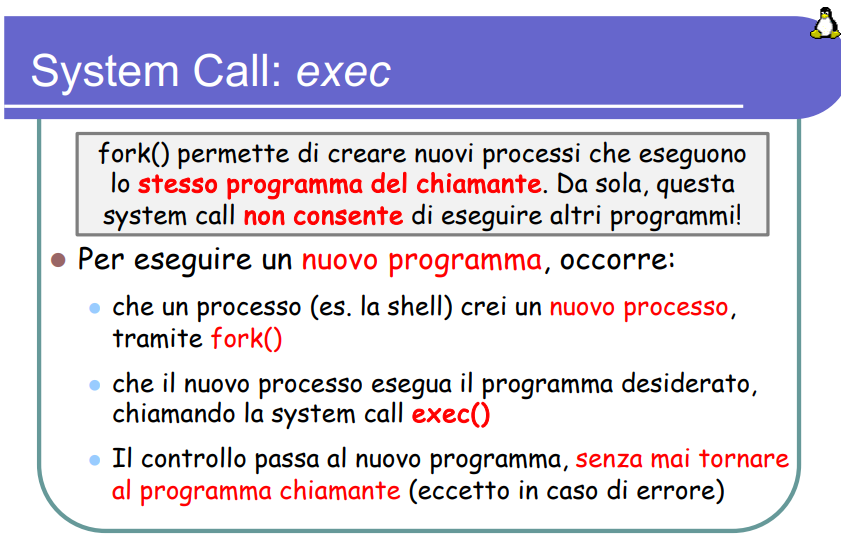 System Call: exec
fork() permette di creare nuovi processi che eseguono
lo stesso programma del chiamante. Da sola, questa
system call non consente di eseguire altri programmi!
Per eseguire un nuovo programma, occorre:
che un processo (es. la shell) crei un nuovo processo,
tramite fork()
che il nuovo processo esegua il programma desiderato,
chiamando la system call exec()
Il controllo passa al nuovo programma, senza mai tornare
al programma chiamante (eccetto in caso di errore)